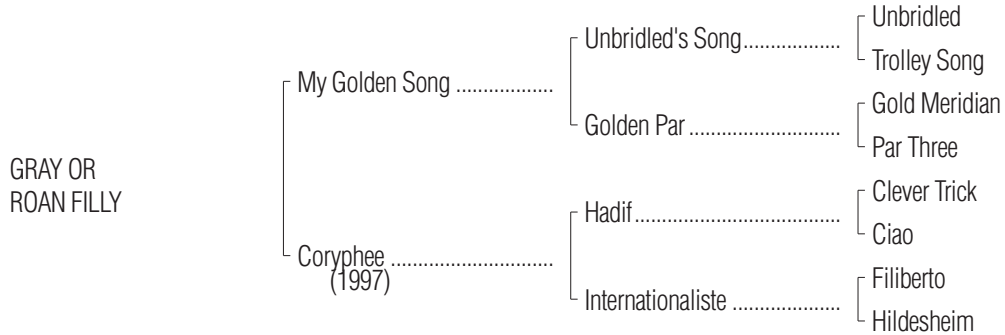 Unbridled
Unbridled's Song...................
Trolley Song
My Golden Song ..................
Gold Meridian
Golden Par .............................
Par Three
GRAY OR
ROAN FILLY
Clever Trick
Hadif.......................................
Ciao
Coryphee ..............................
(1997)
Filiberto
Internationaliste .....................
Hildesheim